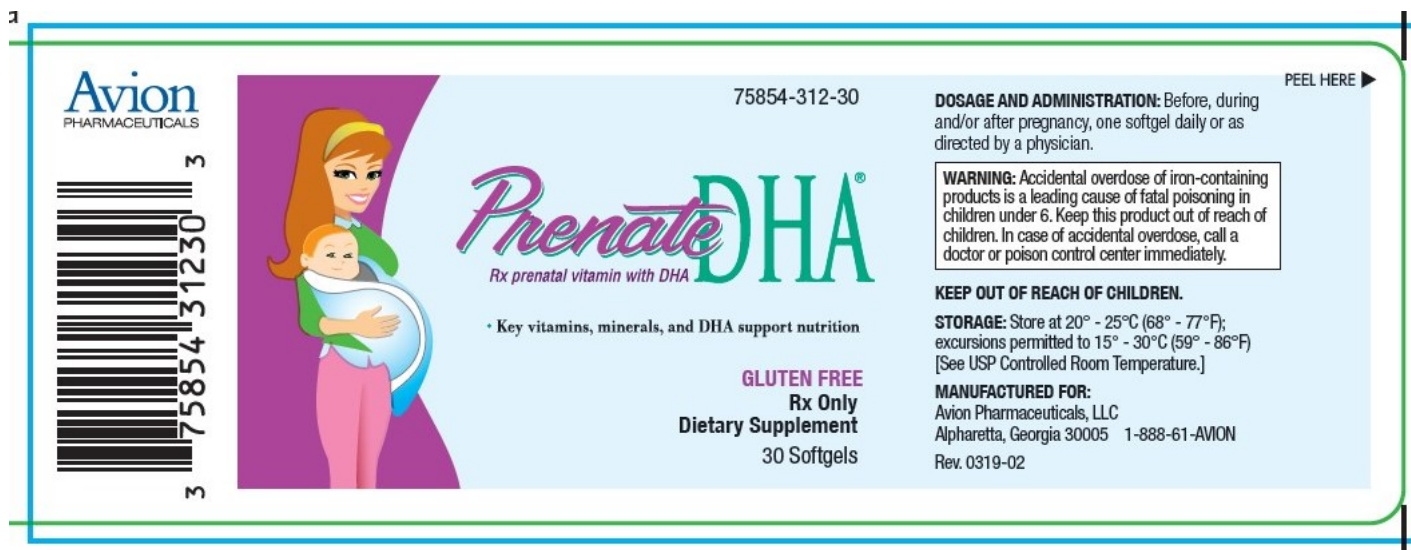 Avion
PHARMACEUTICALS
3 75854 31230 3
75854-312-30
Prenate DHA®
Rx prenatal vitamin with DHA
• Key vitamins, minerals, and DHA support nutrition
GLUTEN FREE
Rx Only
Dietary Supplement
30 Softgels
PEEL HERE ▶
DOSAGE AND ADMINISTRATION: Before, during
and/or after pregnancy, one softgel daily or as
directed by a physician.
WARNING: Accidental overdose of iron-containing
products is a leading cause of fatal poisoning in
children under 6. Keep this product out of reach of
children. In case of accidental overdose, call a
doctor or poison control center immediately.
KEEP OUT OF REACH OF CHILDREN.
STORAGE: Store at 20° - 25°C (68° - 77°F);
excursions permitted to 15° - 30°C (59° - 86°F)
[See USP Controlled Room Temperature.]
MANUFACTURED FOR:
Avion Pharmaceuticals, LLC
Alpharetta, Georgia 30005 1-888-61-AVION
Rev. 0319-02